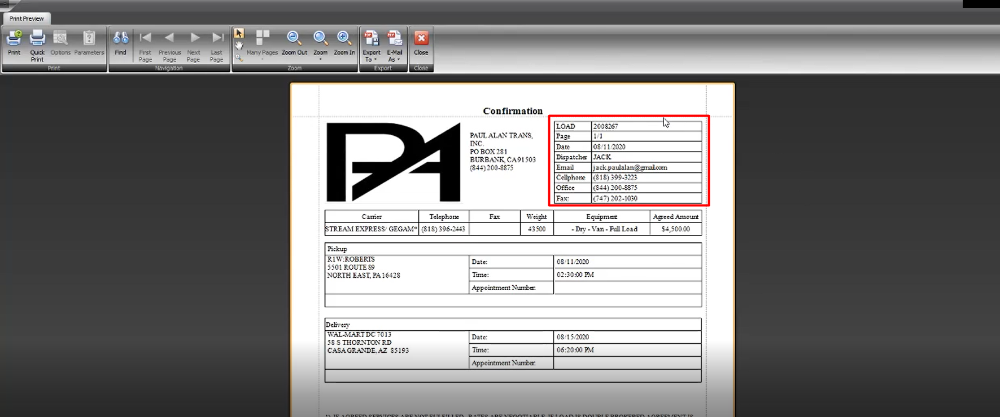 Print Preview
Print
Quick Print
Options
Parameters
Find
First Page
Previous Page
Next Page
Last Page
Many Pages
Zoom Out
Zoom
Zoom In
Export To
E-Mail As
Close
Print
Navigation
Zoom
Export
Close
Confirmation
PA
PAUL ALAN TRANS,
INC.
PO BOX 281
BURBANK, CA 91503
(844) 200-8875
LOAD 2008267
Page 1/1
Date 08/11/2020
Dispatcher JACK
Email jack.paulalan@gmail.com
Cellphone (818) 399-3223
Office (844) 200-8875
Fax: (747) 202-1030
Carrier Telephone Fax Weight Equipment Agreed Amount
STREAM EXPRESS/ GEGAM* (818) 396-2443 43500 - Dry - Van - Full Load $4,500.00
Pickup
R1W:ROBERTS
5501 ROUTE 89
NORTH EAST, PA 16428
Date: 08/11/2020
Time: 02:30:00 PM
Appointment Number:
Delivery
WAL-MART DC 7013
58 S THORNTON RD
CASA GRANDE, AZ 85193
Date: 08/15/2020
Time: 06:20:00 PM
Appointment Number:
IF AGREED SERVICES ARE NOT FULFILLED, RATES ARE NEGOTIABLE. IF LOAD IS DOUBLE BROKERED AGREEMENT IS